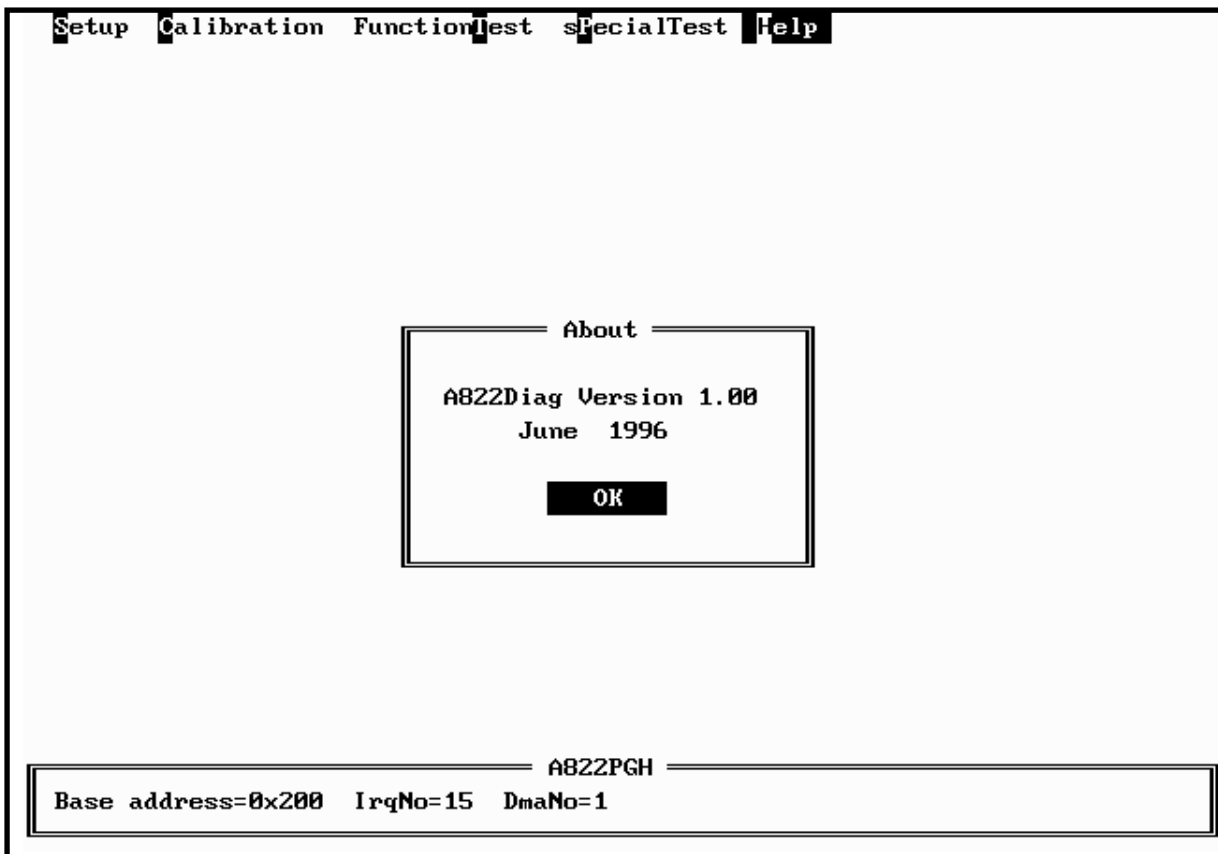 Setup Calibration FunctionTest sPecialTest Help
About
A822Diag Version 1.00
June 1996
OK
A822PGH
Base address=0x200 IrqNo=15 DmaNo=1